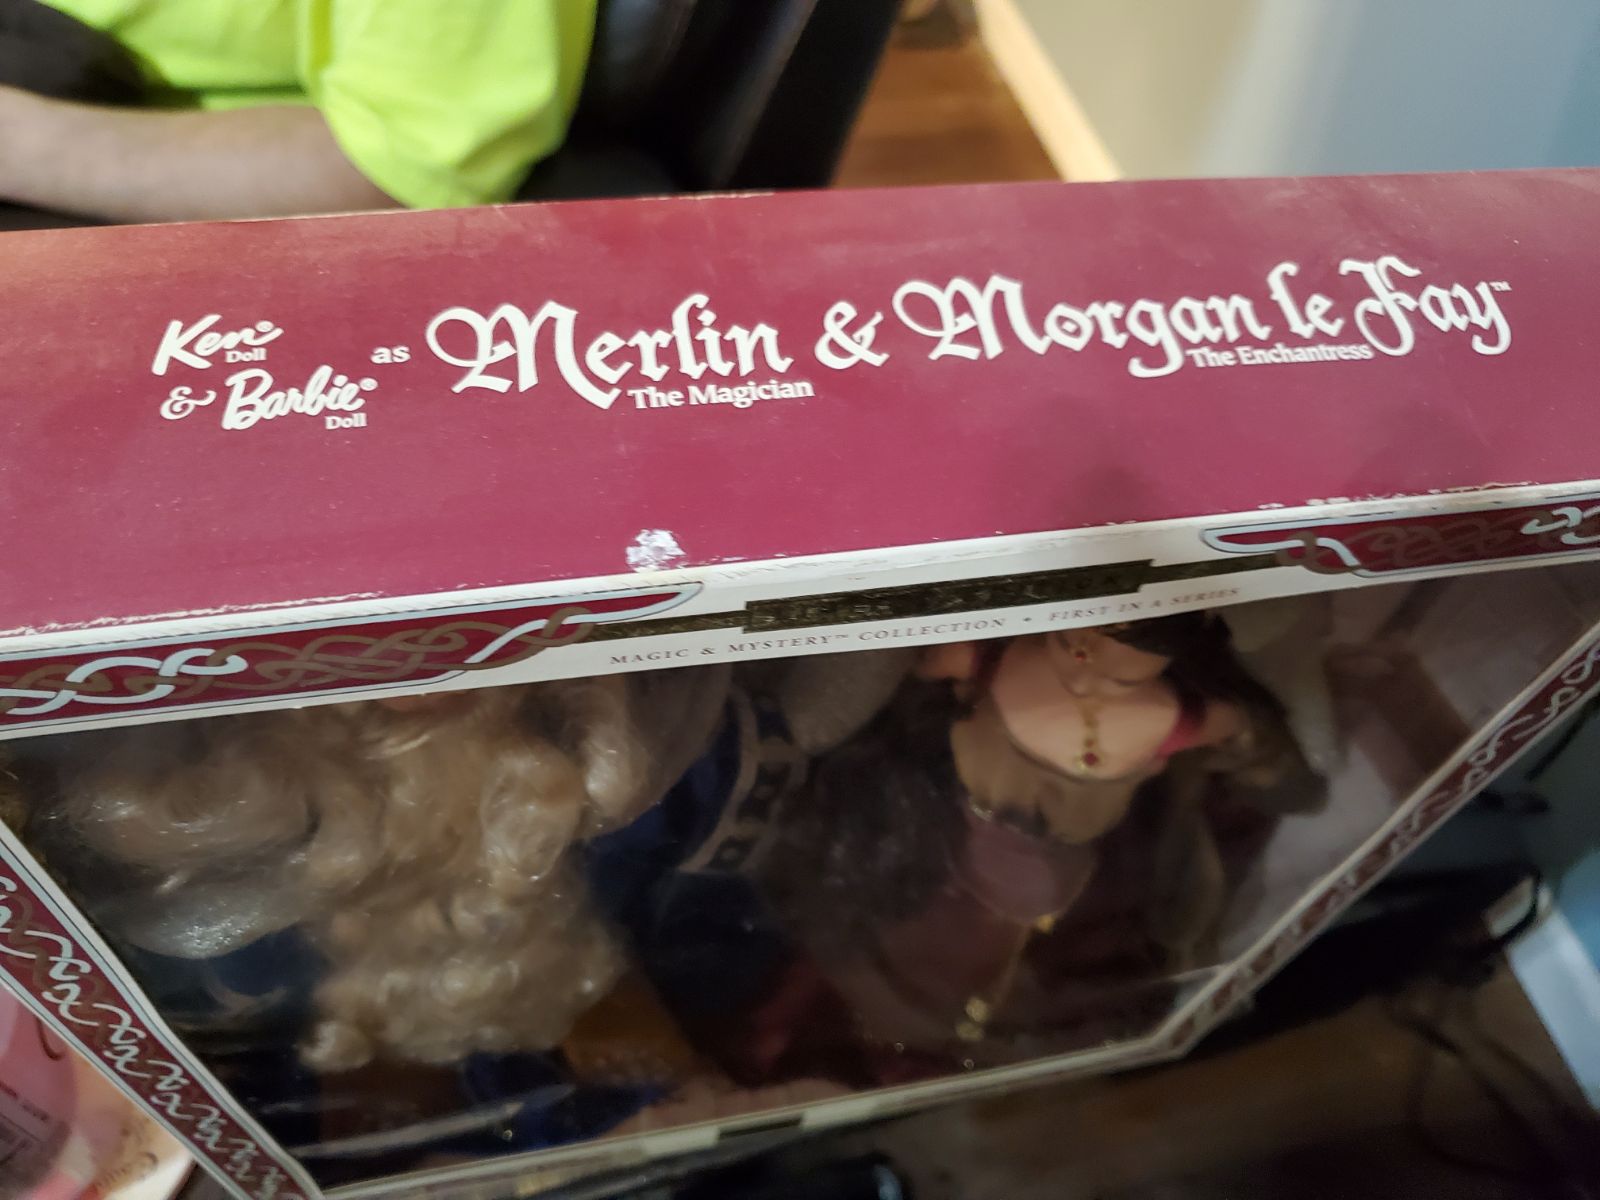 Ken®
Doll
& Barbie®
Doll
as
Merlin & Morgan le Fay™
The Magician
The Enchantress
MAGIC & MYSTERY™ COLLECTION • FIRST IN A SERIES